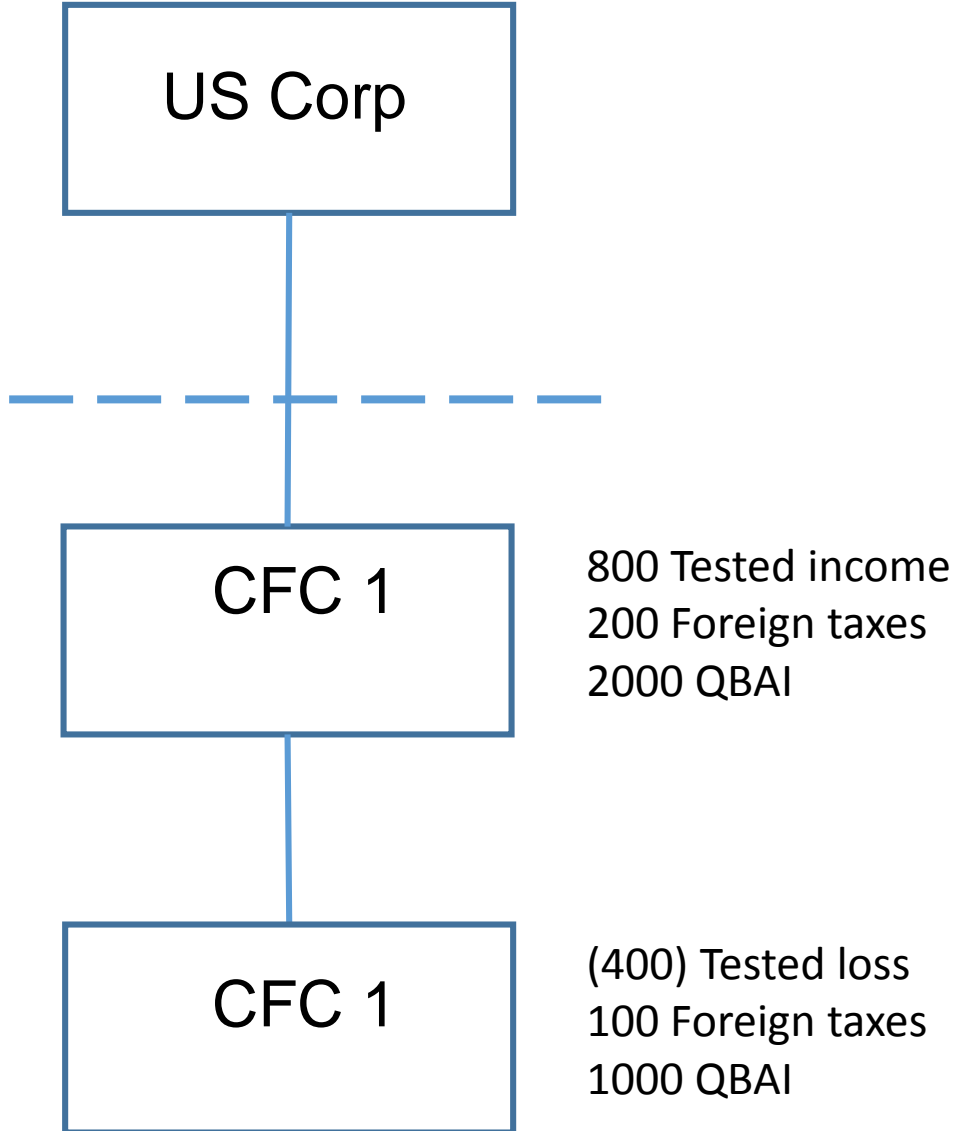 US Corp
CFC 1
800 Tested income
200 Foreign taxes
2000 QBAI
CFC 1
(400) Tested loss
100 Foreign taxes
1000 QBAI